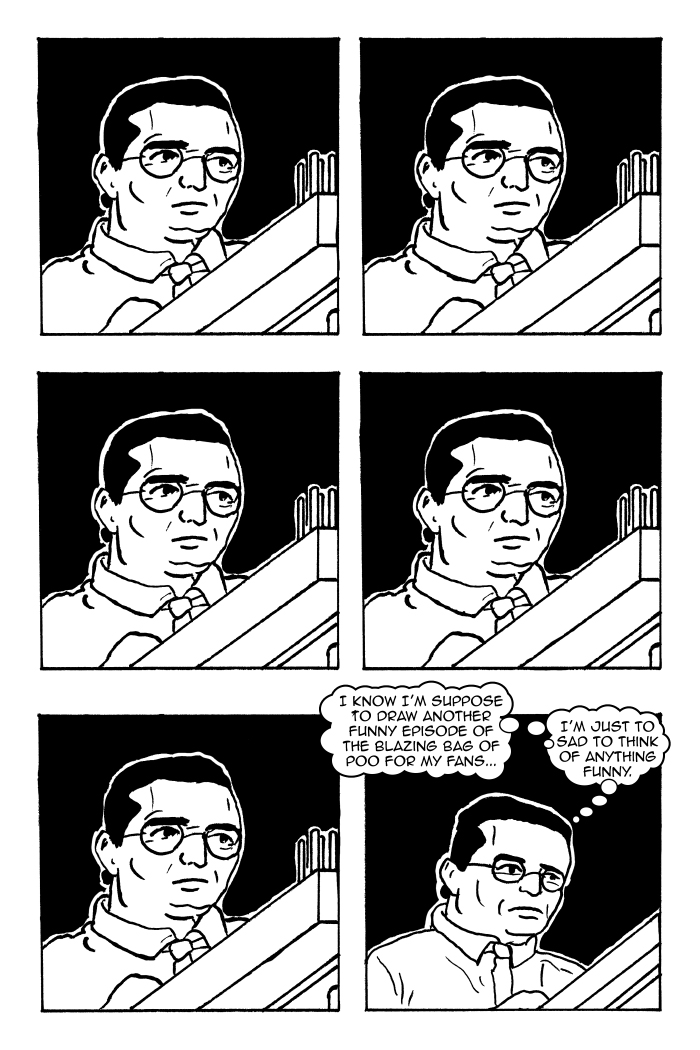 I KNOW I'M SUPPOSE
TO DRAW ANOTHER
FUNNY EPISODE OF
THE BLAZING BAG OF
POO FOR MY FANS...
I'M JUST TO
SAD TO THINK
OF ANYTHING
FUNNY.